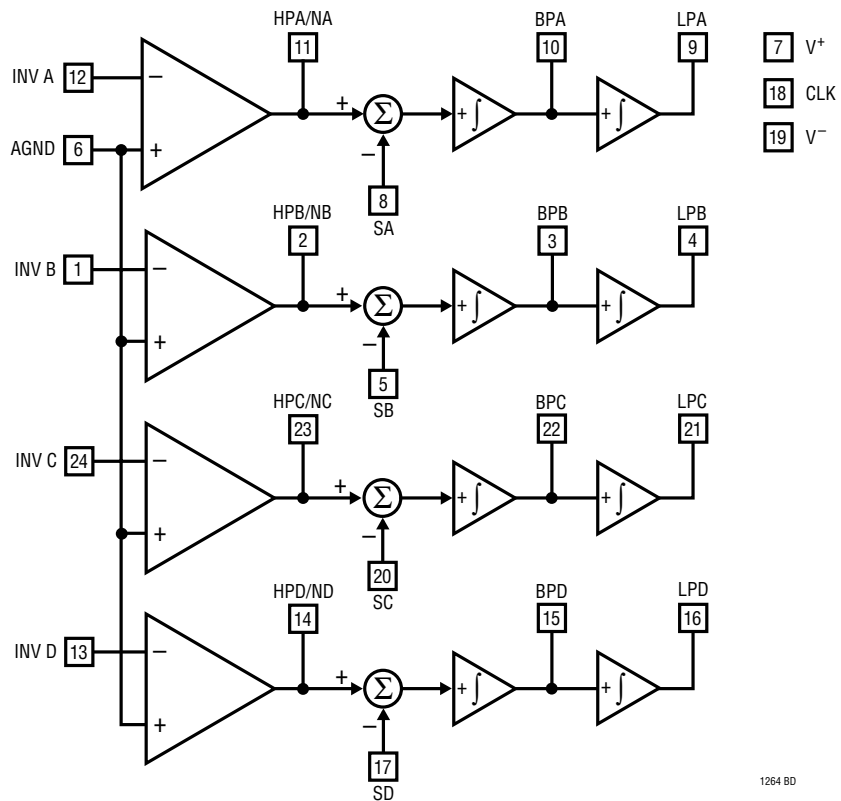 HPA/NA BPA LPA
11 10 9 7 V+
INV A 12 − + Σ + ∫ + ∫ 18 CLK
AGND 6 + − 19 V−
8
SA
HPB/NB BPB LPB
2 3 4
INV B 1 − + Σ + ∫ + ∫
+ −
5
SB
HPC/NC BPC LPC
23 22 21
INV C 24 − + Σ + ∫ + ∫
+ −
20
SC
HPD/ND BPD LPD
14 15 16
INV D 13 − + Σ + ∫ + ∫
+ −
17
SD
1264 BD